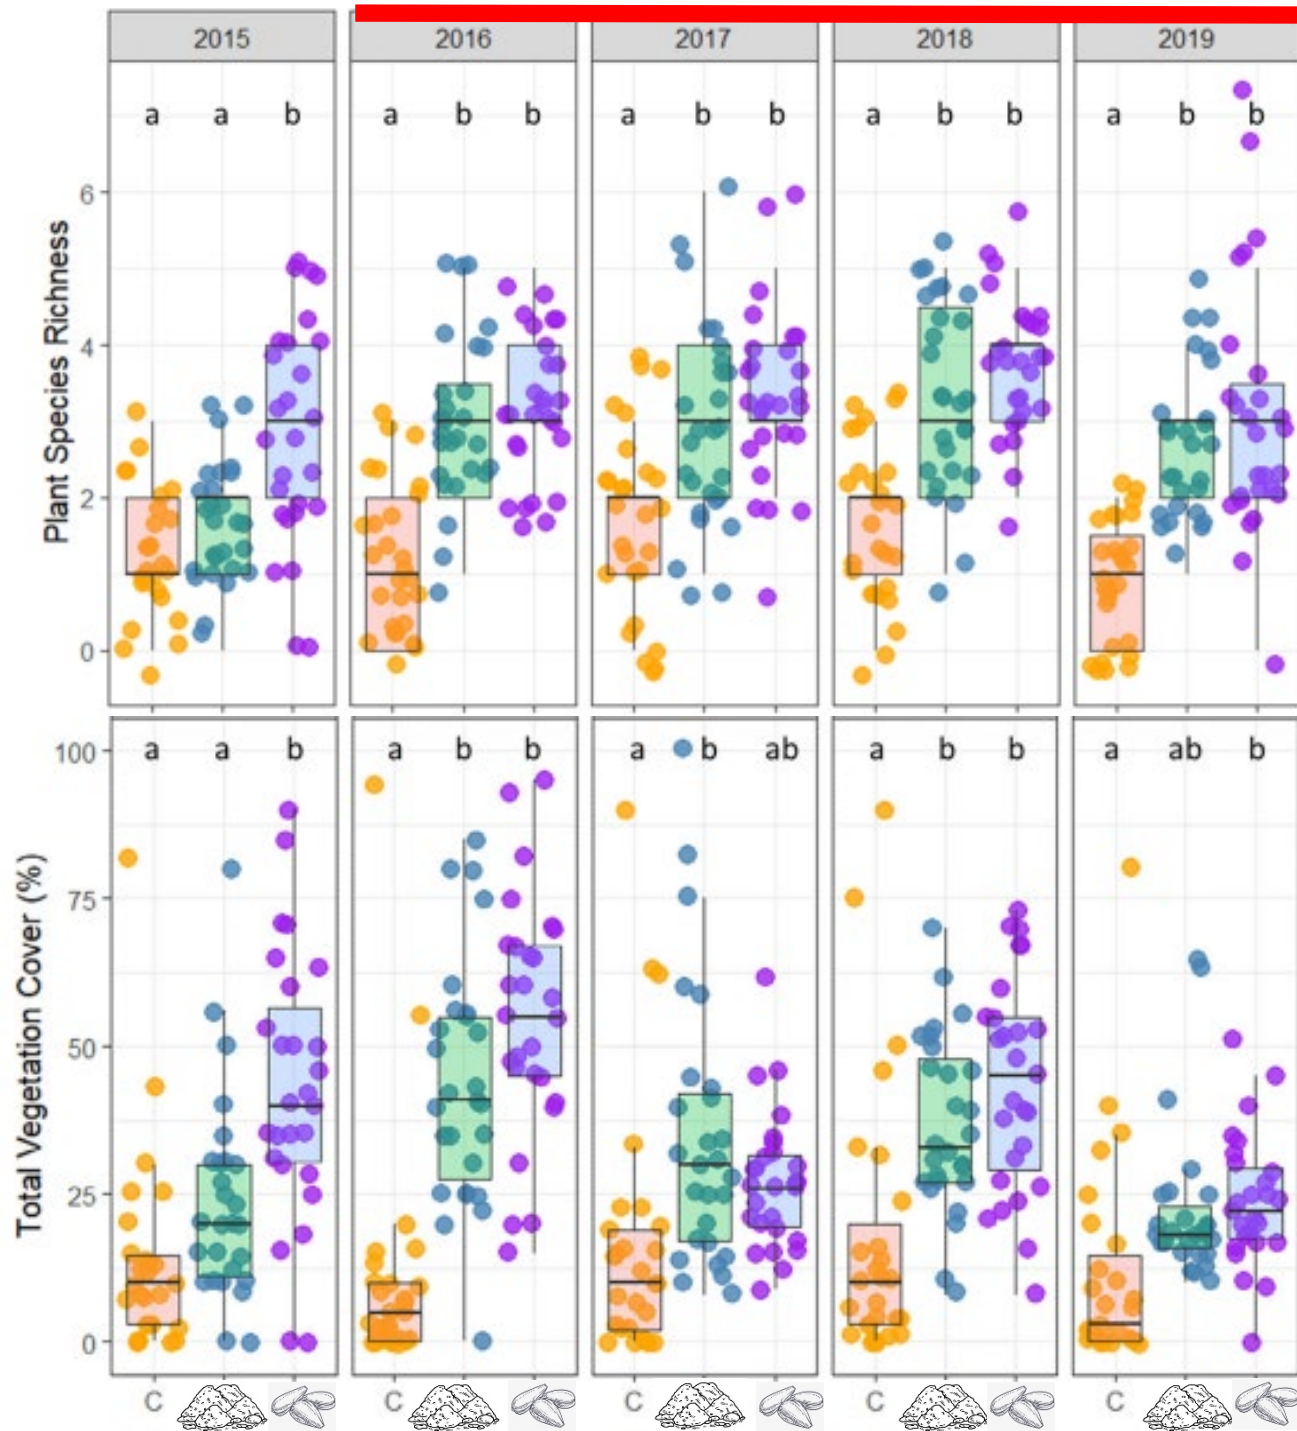 2015 2016 2017 2018 2019
a a b a b b a b b a b b a b b
Plant Species Richness
6
4
2
0
a a b a b b a b ab a b b a ab b
Total Vegetation Cover (%)
100
75
50
25
0
C C C C C